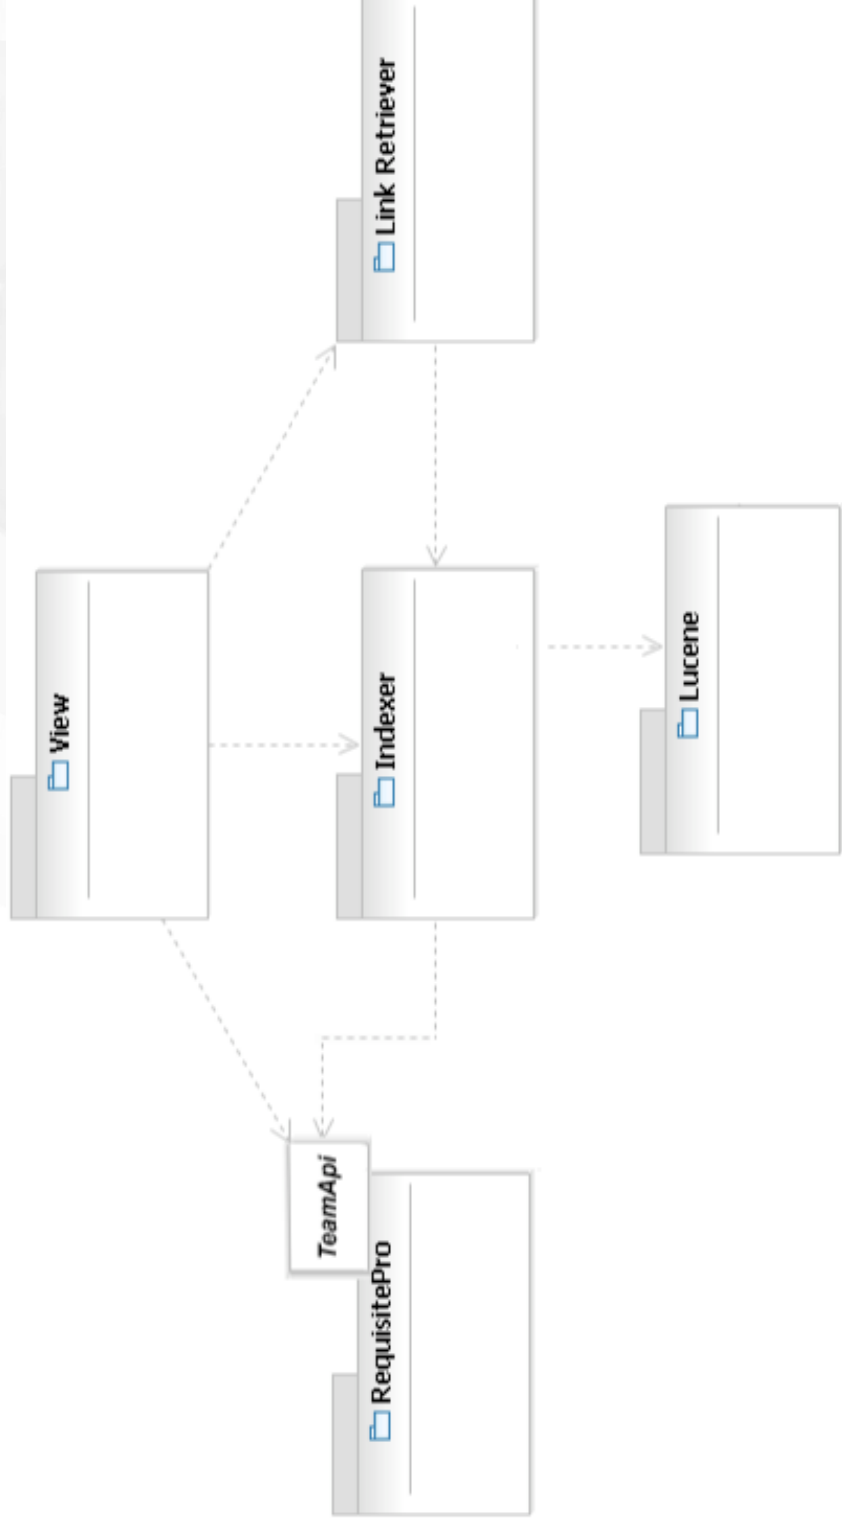 View
TeamApi
RequisitePro
Indexer
Link Retriever
Lucene